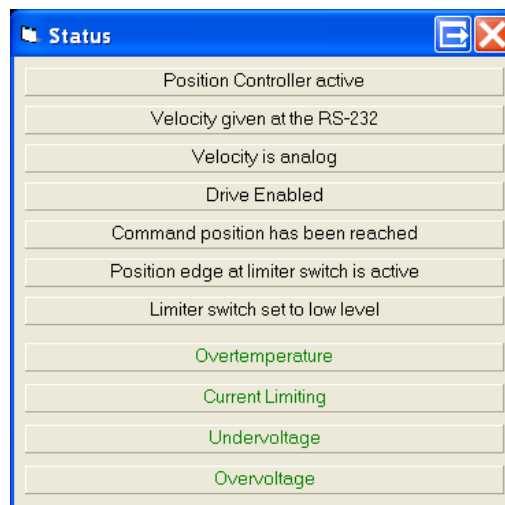 Status
Position Controller active
Velocity given at the RS-232
Velocity is analog
Drive Enabled
Command position has been reached
Position edge at limiter switch is active
Limiter switch set to low level
Overtemperature
Current Limiting
Undervoltage
Overvoltage